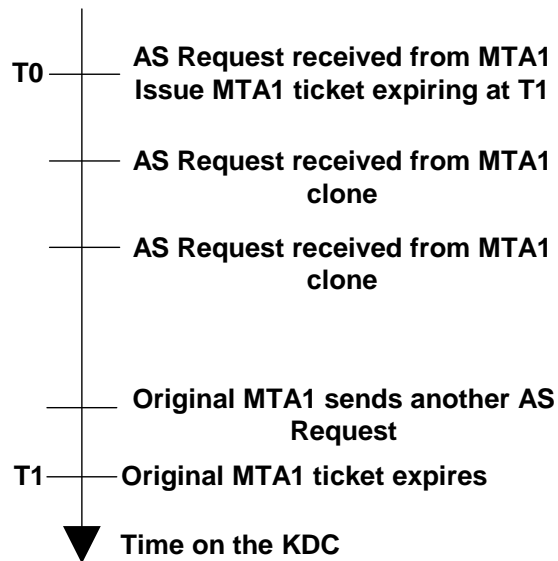 T0
AS Request received from MTA1
Issue MTA1 ticket expiring at T1
AS Request received from MTA1
clone
AS Request received from MTA1
clone
Original MTA1 sends another AS
Request
T1
Original MTA1 ticket expires
Time on the KDC